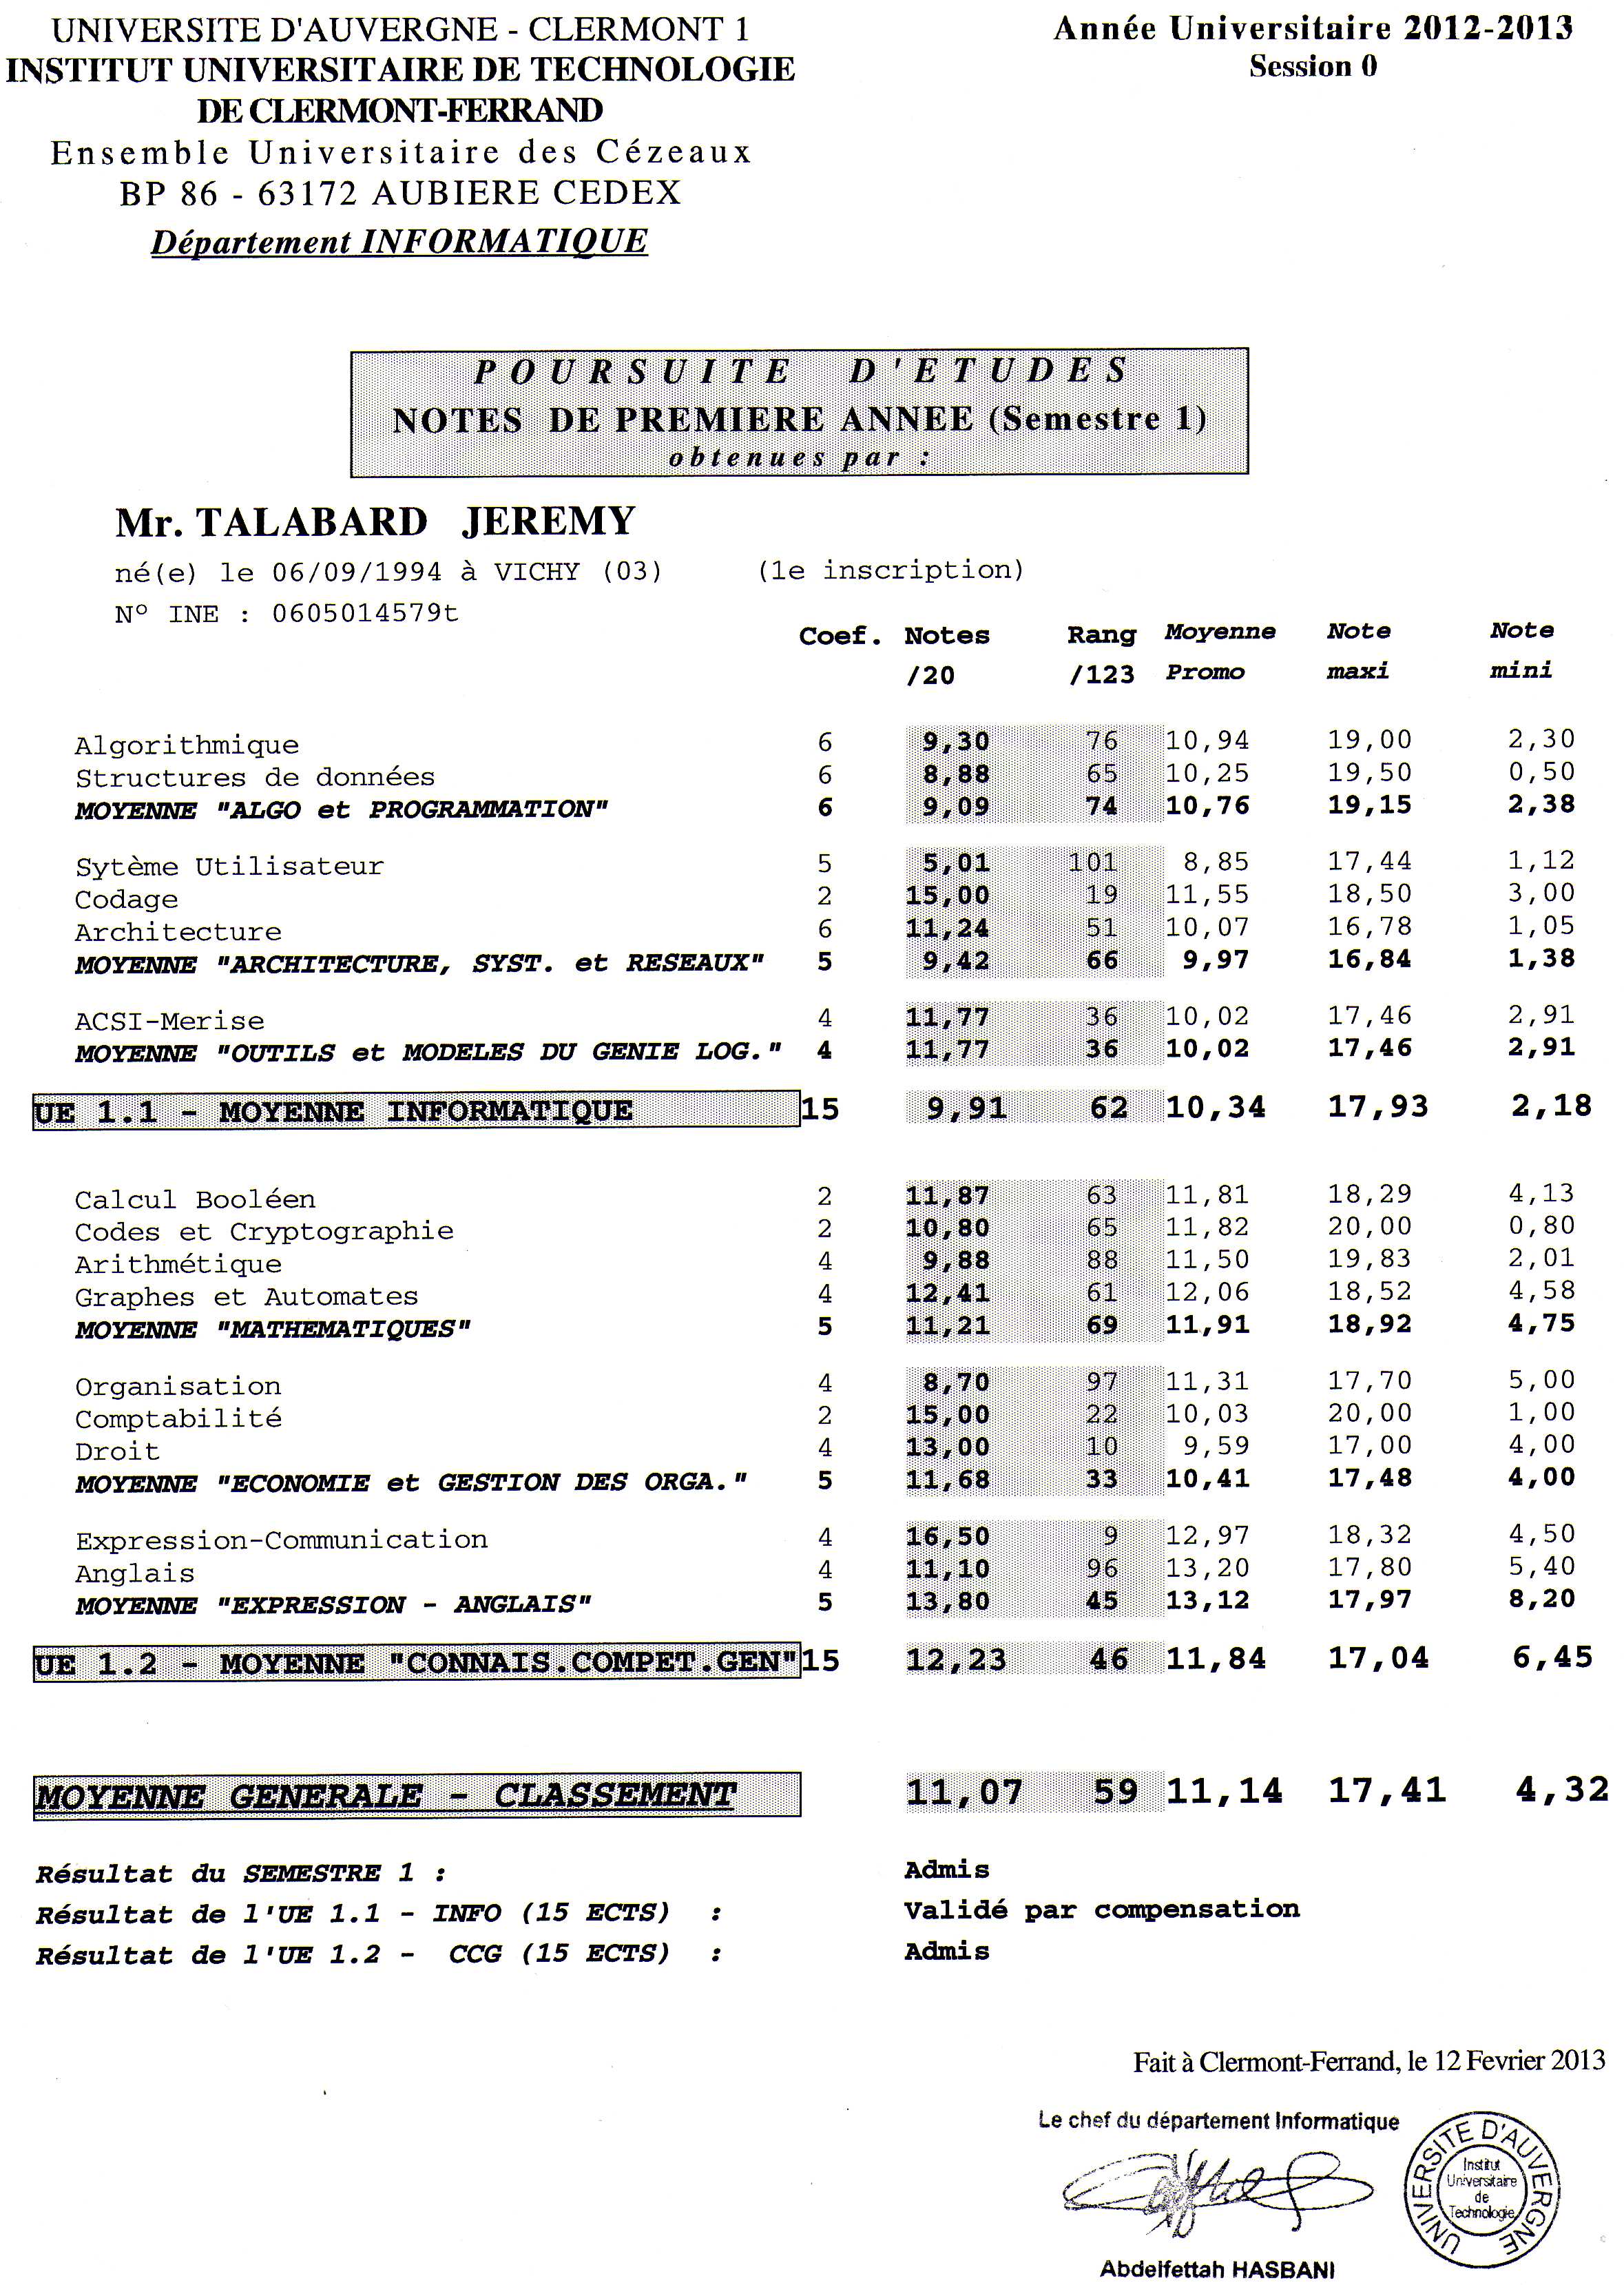 UNIVERSITE D'AUVERGNE - CLERMONT 1
INSTITUT UNIVERSITAIRE DE TECHNOLOGIE
DE CLERMONT-FERRAND
Ensemble Universitaire des Cézeaux
BP 86 - 63172 AUBIERE CEDEX
Département INFORMATIQUE
Année Universitaire 2012-2013
Session 0
POURSUITE D'ETUDES
NOTES DE PREMIERE ANNEE (Semestre 1)
obtenues par :
Mr. TALABARD JEREMY
né(e) le 06/09/1994 à VICHY (03) (1e inscription)
N° INE : 0605014579t
Coef. Notes Rang Moyenne Note Note
/20 /123 Promo maxi mini
Algorithmique 6 9,30 76 10,94 19,00 2,30
Structures de données 6 8,88 65 10,25 19,50 0,50
MOYENNE "ALGO et PROGRAMMATION" 6 9,09 74 10,76 19,15 2,38
Sytème Utilisateur 5 5,01 101 8,85 17,44 1,12
Codage 2 15,00 19 11,55 18,50 3,00
Architecture 6 11,24 51 10,07 16,78 1,05
MOYENNE "ARCHITECTURE, SYST. et RESEAUX" 5 9,42 66 9,97 16,84 1,38
ACSI-Merise 4 11,77 36 10,02 17,46 2,91
MOYENNE "OUTILS et MODELES DU GENIE LOG." 4 11,77 36 10,02 17,46 2,91
UE 1.1 - MOYENNE INFORMATIQUE 15 9,91 62 10,34 17,93 2,18
Calcul Booléen 2 11,87 63 11,81 18,29 4,13
Codes et Cryptographie 2 10,80 65 11,82 20,00 0,80
Arithmétique 4 9,88 88 11,50 19,83 2,01
Graphes et Automates 4 12,41 61 12,06 18,52 4,58
MOYENNE "MATHEMATIQUES" 5 11,21 69 11,91 18,92 4,75
Organisation 4 8,70 97 11,31 17,70 5,00
Comptabilité 2 15,00 22 10,03 20,00 1,00
Droit 4 13,00 10 9,59 17,00 4,00
MOYENNE "ECONOMIE et GESTION DES ORGA." 5 11,68 33 10,41 17,48 4,00
Expression-Communication 4 16,50 9 12,97 18,32 4,50
Anglais 4 11,10 96 13,20 17,80 5,40
MOYENNE "EXPRESSION - ANGLAIS" 5 13,80 45 13,12 17,97 8,20
UE 1.2 - MOYENNE "CONNAIS.COMPET.GEN" 15 12,23 46 11,84 17,04 6,45
MOYENNE GENERALE - CLASSEMENT 11,07 59 11,14 17,41 4,32
Résultat du SEMESTRE 1 : Admis
Résultat de l'UE 1.1 - INFO (15 ECTS) : Validé par compensation
Résultat de l'UE 1.2 - CCG (15 ECTS) : Admis
Fait à Clermont-Ferrand, le 12 Fevrier 2013
Le chef du département Informatique
UNIVERSITE D'AUVERGNE
Institut
Universitaire
de
Technologie
Abdelfettah HASBANI